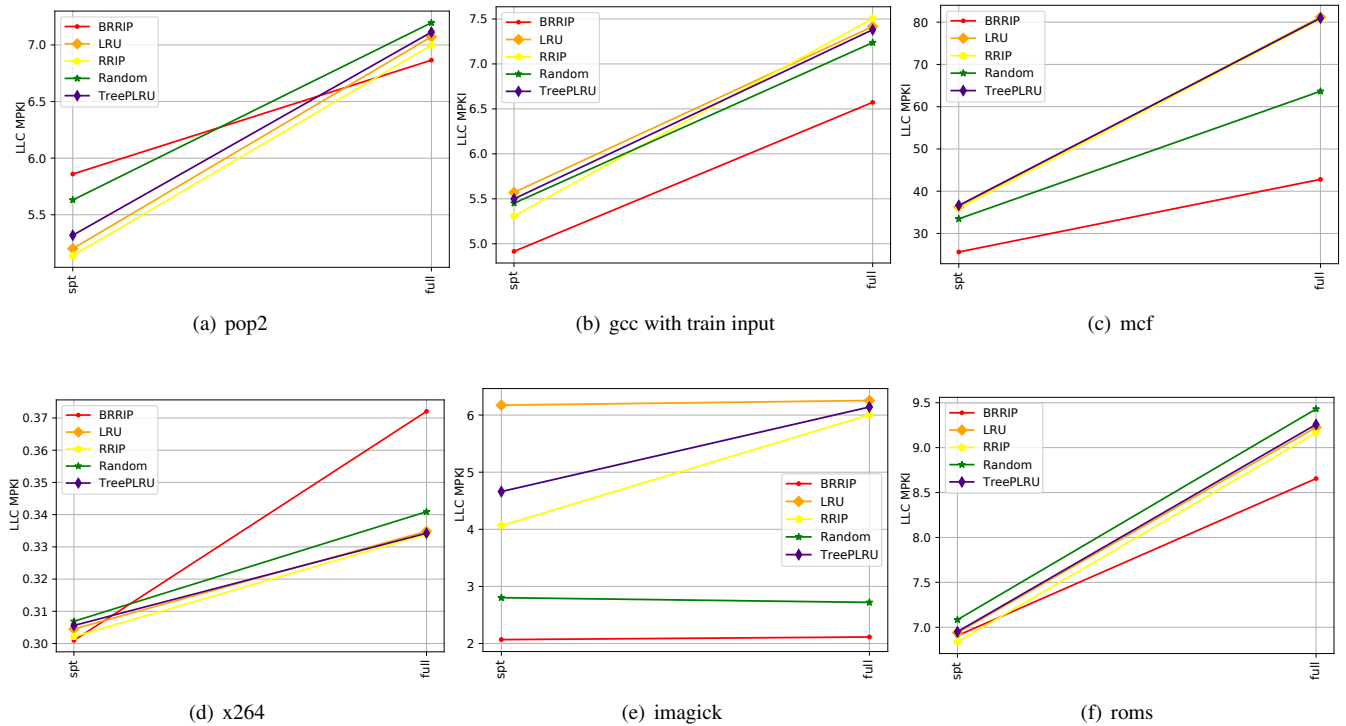 BRRIP
LRU
RRIP
Random
TreePLRU
7.0
6.5
6.0
5.5
LLC MPKI
spt
full
(a) pop2
BRRIP
LRU
RRIP
Random
TreePLRU
7.5
7.0
6.5
6.0
5.5
5.0
LLC MPKI
spt
full
(b) gcc with train input
BRRIP
LRU
RRIP
Random
TreePLRU
80
70
60
50
40
30
LLC MPKI
spt
full
(c) mcf
BRRIP
LRU
RRIP
Random
TreePLRU
0.37
0.36
0.35
0.34
0.33
0.32
0.31
0.30
LLC MPKI
spt
full
(d) x264
6
5
4
3
2
LLC MPKI
BRRIP
LRU
RRIP
Random
TreePLRU
spt
full
(e) imagick
BRRIP
LRU
RRIP
Random
TreePLRU
9.5
9.0
8.5
8.0
7.5
7.0
LLC MPKI
spt
full
(f) roms